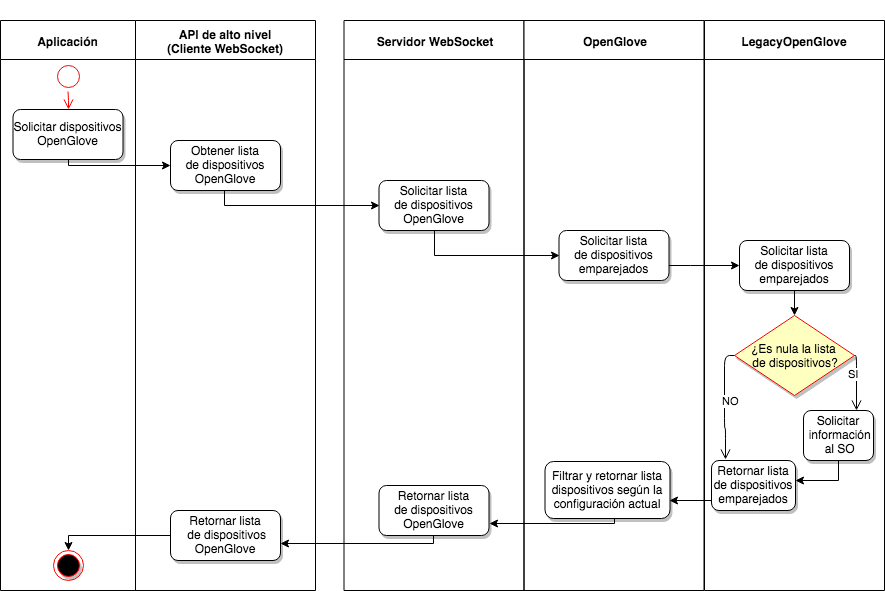 Aplicación
API de alto nivel
(Cliente WebSocket)
Servidor WebSocket
OpenGlove
LegacyOpenGlove
Solicitar dispositivos
OpenGlove
Obtener lista
de dispositivos
OpenGlove
Solicitar lista
de dispositivos
OpenGlove
Solicitar lista
de dispositivos
emparejados
Solicitar lista
de dispositivos
emparejados
¿Es nula la lista
de dispositivos?
SI
NO
Solicitar
información
al SO
Retornar lista
de dispositivos
emparejados
Filtrar y retornar lista
dispositivos según la
configuración actual
Retornar lista
de dispositivos
OpenGlove
Retornar lista
de dispositivos
OpenGlove